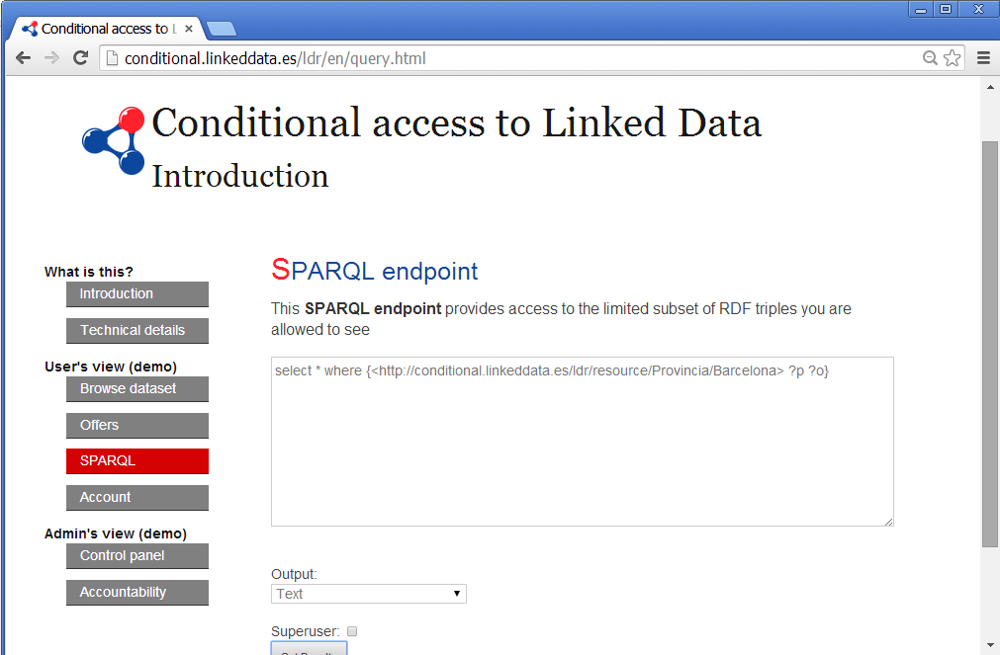 Conditional access to L
conditional.linkeddata.es/ldr/en/query.html
Conditional access to Linked Data
Introduction
What is this?
Introduction
Technical details
User's view (demo)
Browse dataset
Offers
SPARQL
Account
Admin's view (demo)
Control panel
Accountability
SPARQL endpoint
This SPARQL endpoint provides access to the limited subset of RDF triples you are
allowed to see
select * where {<http://conditional.linkeddata.es/ldr/resource/Provincia/Barcelona> ?p ?o}
Output:
Text
Superuser: